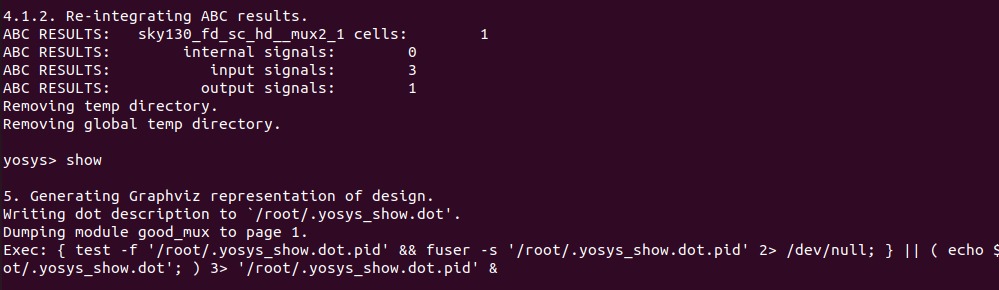 4.1.2. Re-integrating ABC results.
ABC RESULTS:   sky130_fd_sc_hd__mux2_1 cells:        1
ABC RESULTS:        internal signals:        0
ABC RESULTS:           input signals:        3
ABC RESULTS:          output signals:        1
Removing temp directory.
Removing global temp directory.
yosys> show
5. Generating Graphviz representation of design.
Writing dot description to `/root/.yosys_show.dot'.
Dumping module good_mux to page 1.
Exec: { test -f '/root/.yosys_show.dot.pid' && fuser -s '/root/.yosys_show.dot.pid' 2> /dev/null; } || ( echo $
ot/.yosys_show.dot'; ) 3> '/root/.yosys_show.dot.pid' &